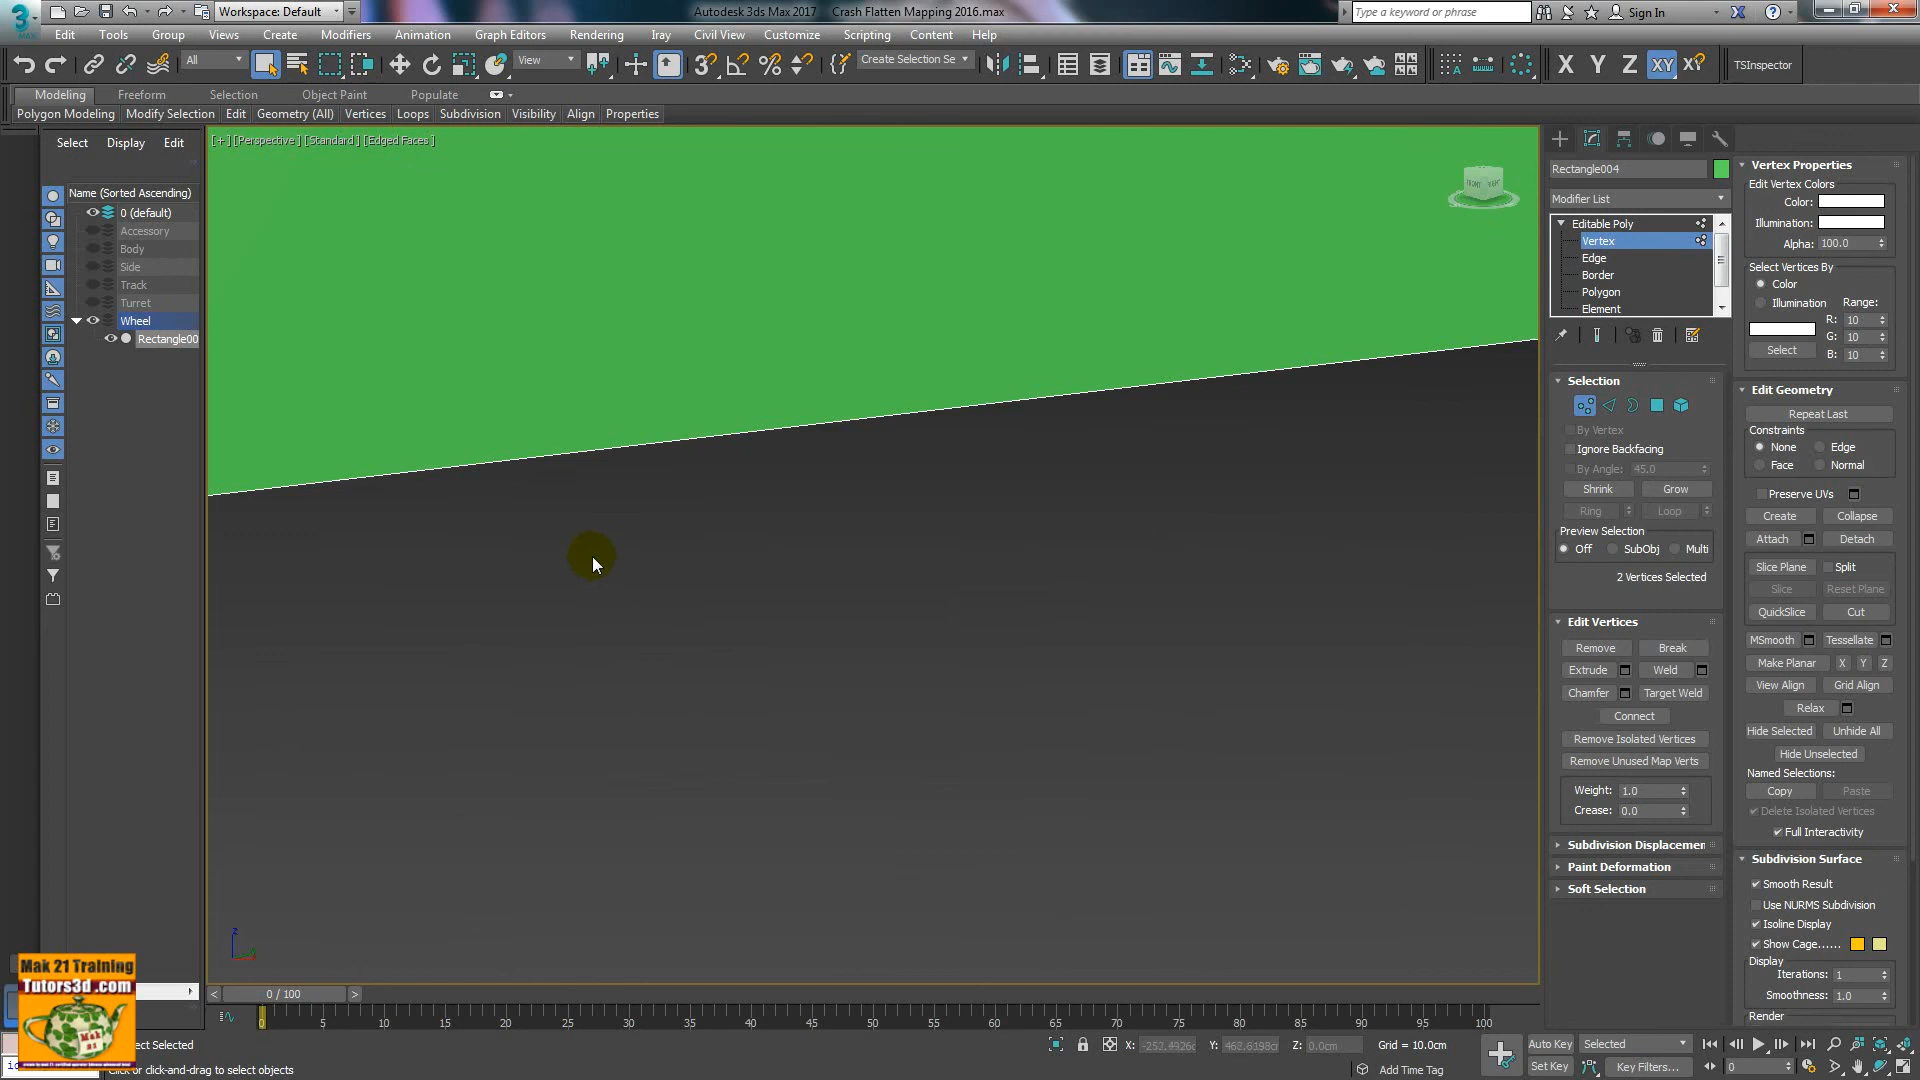 Workspace: Default
Autodesk 3ds Max 2017 Crash Flatten Mapping 2016.max
Type a keyword or phrase
Sign In
Edit Tools Group Views Create Modifiers Animation Graph Editors Rendering Iray Civil View Customize Scripting Content Help
All
View
Create Selection Se
X Y Z XY
TSInspector
Modeling Freeform Selection Object Paint Populate
Polygon Modeling Modify Selection Edit Geometry (All) Vertices Loops Subdivision Visibility Align Properties
Select Display Edit
Name (Sorted Ascending)
0 (default)
Accessory
Body
Side
Track
Turret
Wheel
Rectangle00
[+] [Perspective] [Standard] [Edged Faces]
Rectangle004
Modifier List
Editable Poly
Vertex
Edge
Border
Polygon
Element
Selection
By Vertex
Ignore Backfacing
By Angle: 45.0
Shrink Grow
Ring Loop
Preview Selection
Off SubObj Multi
2 Vertices Selected
Edit Vertices
Remove Break
Extrude Weld
Chamfer Target Weld
Connect
Remove Isolated Vertices
Remove Unused Map Verts
Weight: 1.0
Crease: 0.0
Subdivision Displacemen
Paint Deformation
Soft Selection
Vertex Properties
Edit Vertex Colors
Color:
Illumination:
Alpha: 100.0
Select Vertices By
Color
Illumination Range:
R: 10
G: 10
Select B: 10
Edit Geometry
Repeat Last
Constraints
None Edge
Face Normal
Preserve UVs
Create Collapse
Attach Detach
Slice Plane Split
Slice Reset Plane
QuickSlice Cut
MSmooth Tessellate
Make Planar X Y Z
View Align Grid Align
Relax
Hide Selected Unhide All
Hide Unselected
Named Selections:
Copy Paste
Delete Isolated Vertices
Full Interactivity
Subdivision Surface
Smooth Result
Use NURMS Subdivision
Isoline Display
Show Cage......
Display
Iterations: 1
Smoothness: 1.0
Render
0 / 100
0 5 10 15 20 25 30 35 40 45 50 55 60 65 70 75 80 85 90 95 100
ect Selected
Click or click-and-drag to select objects
X: Y: Z: 0.0cm Grid = 10.0cm
Add Time Tag
Auto Key Selected
Set Key Key Filters...
0
Mak 21 Training
Tutors3d .com
Mak
21